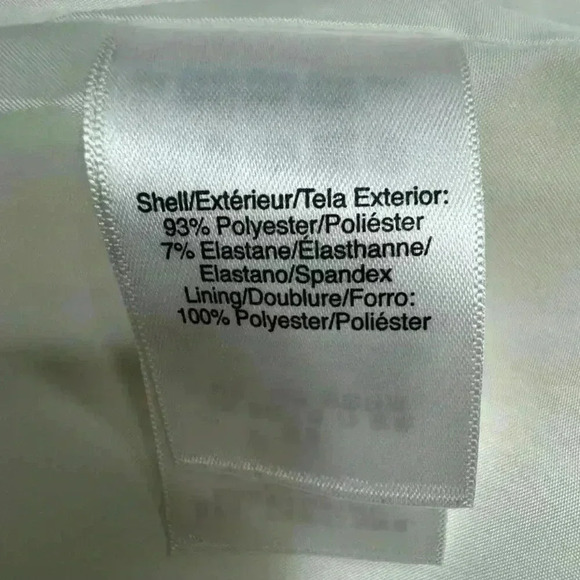 Shell/Extérieur/Tela Exterior:
93% Polyester/Poliéster
7% Elastane/Élasthanne/
Elastano/Spandex
Lining/Doublure/Forro:
100% Polyester/Poliéster